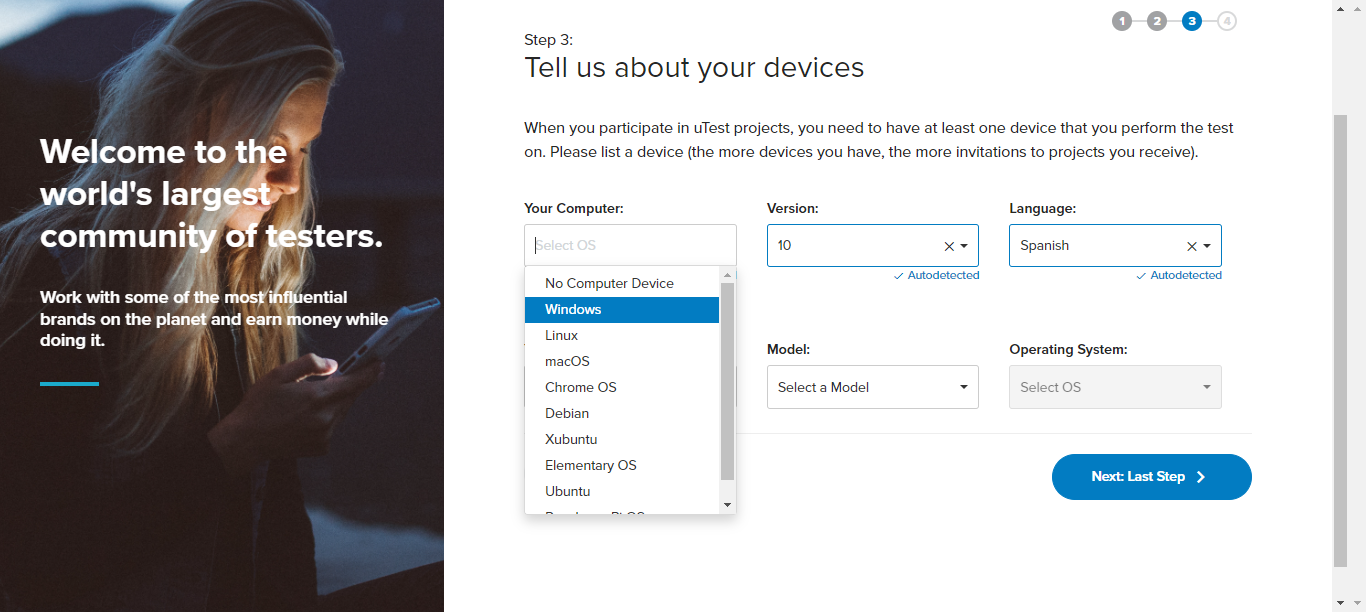 1 2 3 4
Step 3:
Tell us about your devices
When you participate in uTest projects, you need to have at least one device that you perform the test
on. Please list a device (the more devices you have, the more invitations to projects you receive).
Welcome to the
world's largest
community of testers.
Work with some of the most influential
brands on the planet and earn money while
doing it.
Your Computer:
Select OS
No Computer Device
Windows
Linux
macOS
Chrome OS
Debian
Xubuntu
Elementary OS
Ubuntu
Version:
10
Autodetected
Language:
Spanish
Autodetected
Model:
Select a Model
Operating System:
Select OS
Next: Last Step